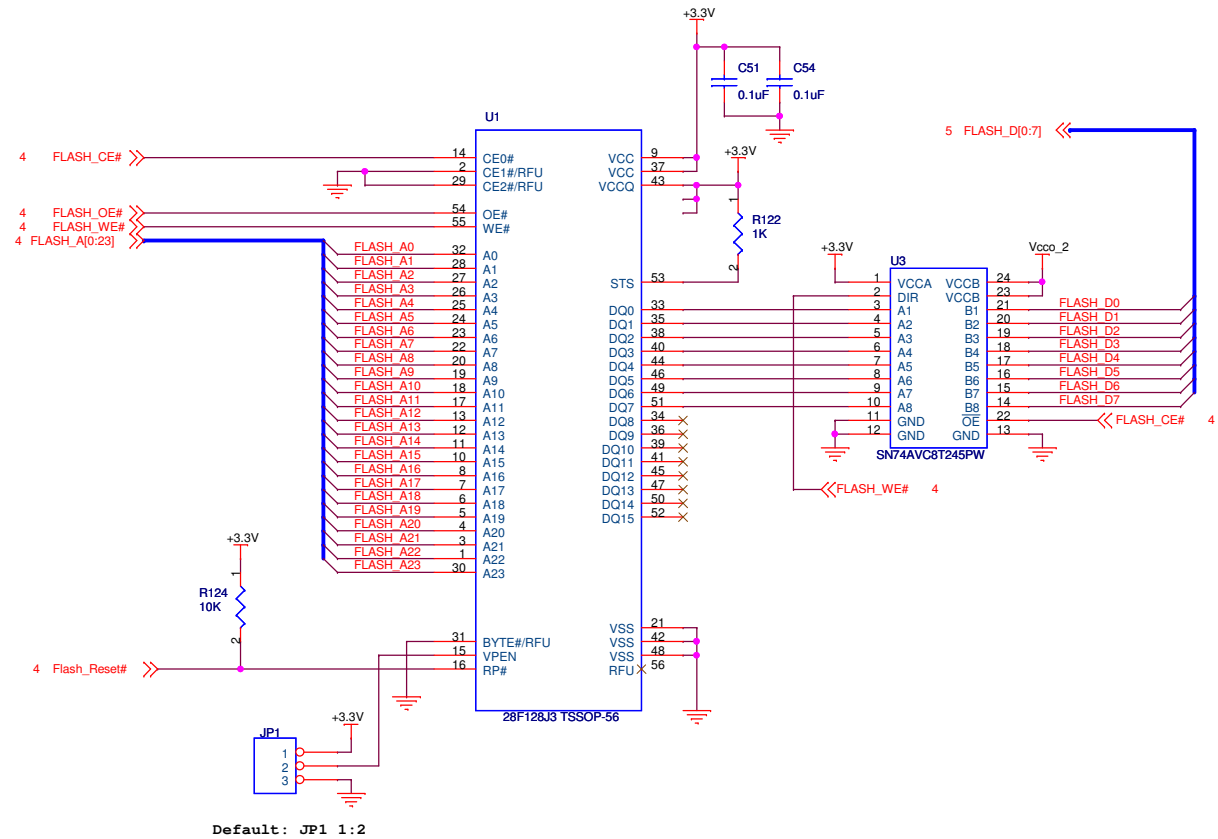 +3.3V
C51
C54
0.1uF
0.1uF
U1
5 FLASH_D[0:7]
4 FLASH_CE#
14 CE0#
2 CE1#/RFU
29 CE2#/RFU
4 FLASH_OE#
54 OE#
4 FLASH_WE#
55 WE#
4 FLASH_A[0:23]
FLASH_A0 32 A0
FLASH_A1 28 A1
FLASH_A2 27 A2
FLASH_A3 26 A3
FLASH_A4 25 A4
FLASH_A5 24 A5
FLASH_A6 23 A6
FLASH_A7 22 A7
FLASH_A8 20 A8
FLASH_A9 19 A9
FLASH_A10 18 A10
FLASH_A11 17 A11
FLASH_A12 13 A12
FLASH_A13 12 A13
FLASH_A14 11 A14
FLASH_A15 10 A15
FLASH_A16 8 A16
FLASH_A17 7 A17
FLASH_A18 6 A18
FLASH_A19 5 A19
FLASH_A20 4 A20
FLASH_A21 3 A21
FLASH_A22 1 A22
FLASH_A23 30 A23
31 BYTE#/RFU
15 VPEN
16 RP#
VCC 9
VCC 37
VCCQ 43
STS 53
DQ0 33
DQ1 35
DQ2 38
DQ3 40
DQ4 44
DQ5 46
DQ6 49
DQ7 51
DQ8 34
DQ9 36
DQ10 39
DQ11 41
DQ12 45
DQ13 47
DQ14 50
DQ15 52
VSS 21
VSS 42
VSS 48
RFU 56
28F128J3 TSSOP-56
+3.3V
1
R122
1K
2
+3.3V
U3
Vcco_2
1 VCCA VCCB 24
2 DIR VCCB 23
3 A1 B1 21 FLASH_D0
4 A2 B2 20 FLASH_D1
5 A3 B3 19 FLASH_D2
6 A4 B4 18 FLASH_D3
7 A5 B5 17 FLASH_D4
8 A6 B6 16 FLASH_D5
9 A7 B7 15 FLASH_D6
10 A8 B8 14 FLASH_D7
11 GND OE 22 FLASH_CE# 4
12 GND GND 13
SN74AVC8T245PW
FLASH_WE# 4
+3.3V
1
R124
10K
2
4 Flash_Reset#
+3.3V
JP1
1
2
3
Default: JP1 1:2